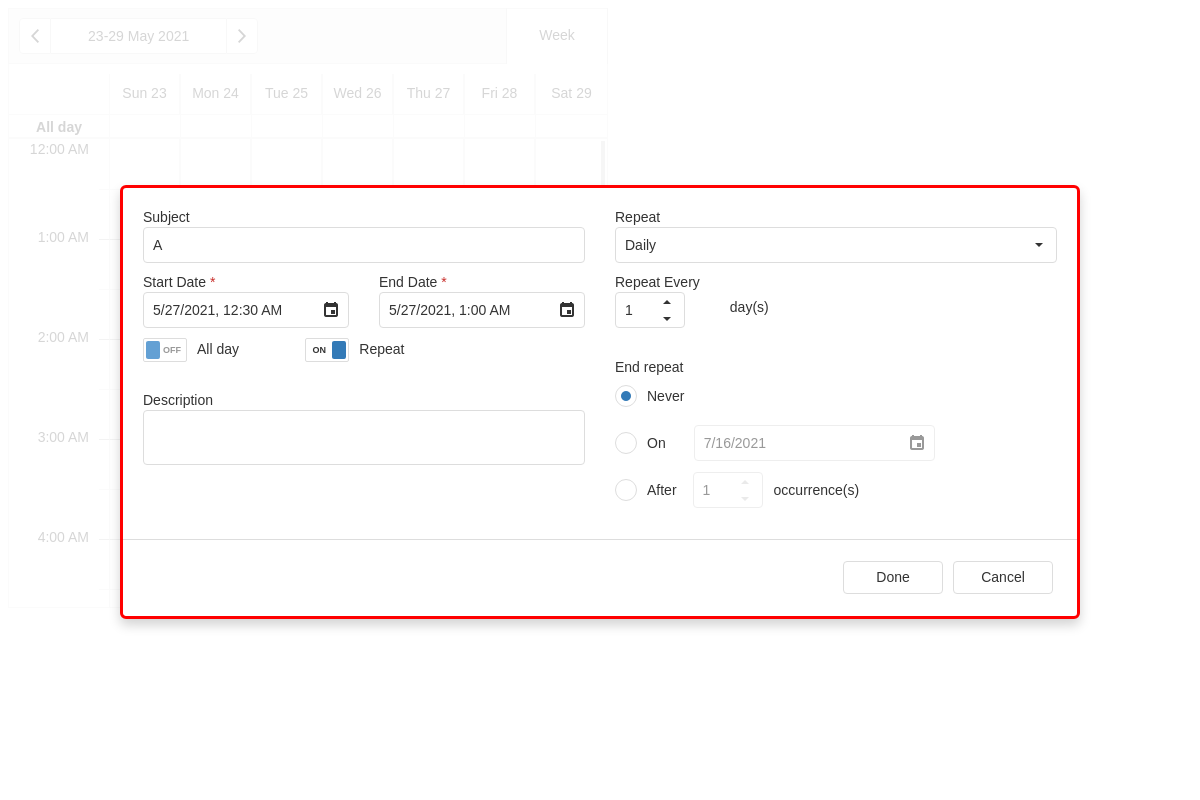 23-29 May 2021
Week
Sun 23 Mon 24 Tue 25 Wed 26 Thu 27 Fri 28 Sat 29
All day
12:00 AM
1:00 AM
2:00 AM
3:00 AM
4:00 AM
Subject
A
Start Date * End Date *
5/27/2021, 12:30 AM 5/27/2021, 1:00 AM
OFF All day ON Repeat
Description
Repeat
Daily
Repeat Every
1 day(s)
End repeat
Never
On 7/16/2021
After 1 occurrence(s)
Done Cancel